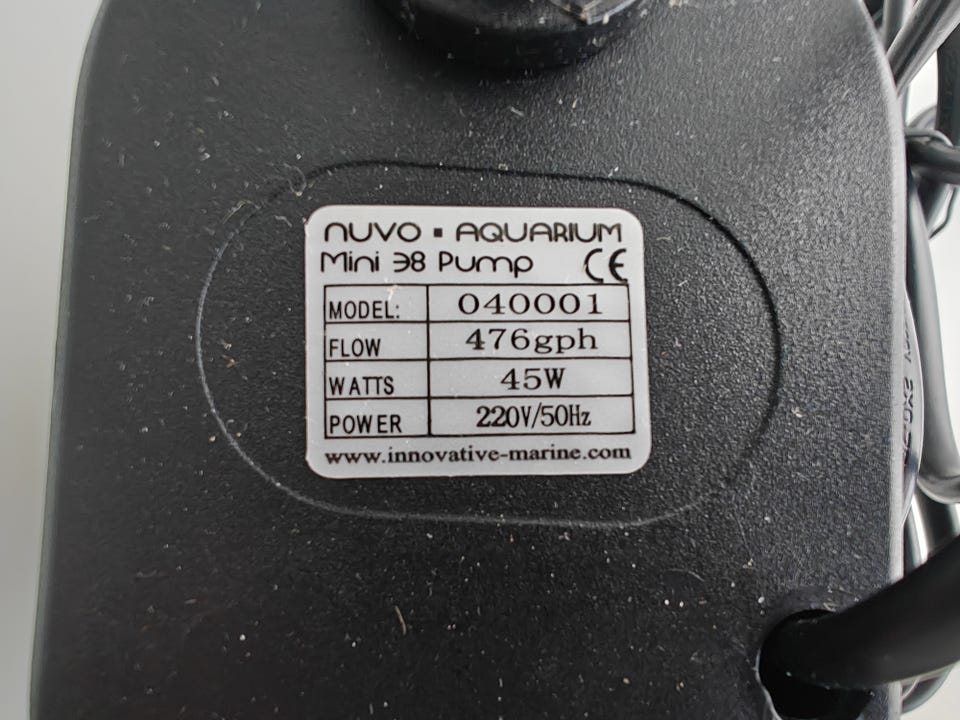 NUVO ▪ AQUARIUM
Mini 38 Pump CE
MODEL: 040001
FLOW 476gph
WATTS 45W
POWER 220V/50Hz
www.innovative-marine.com